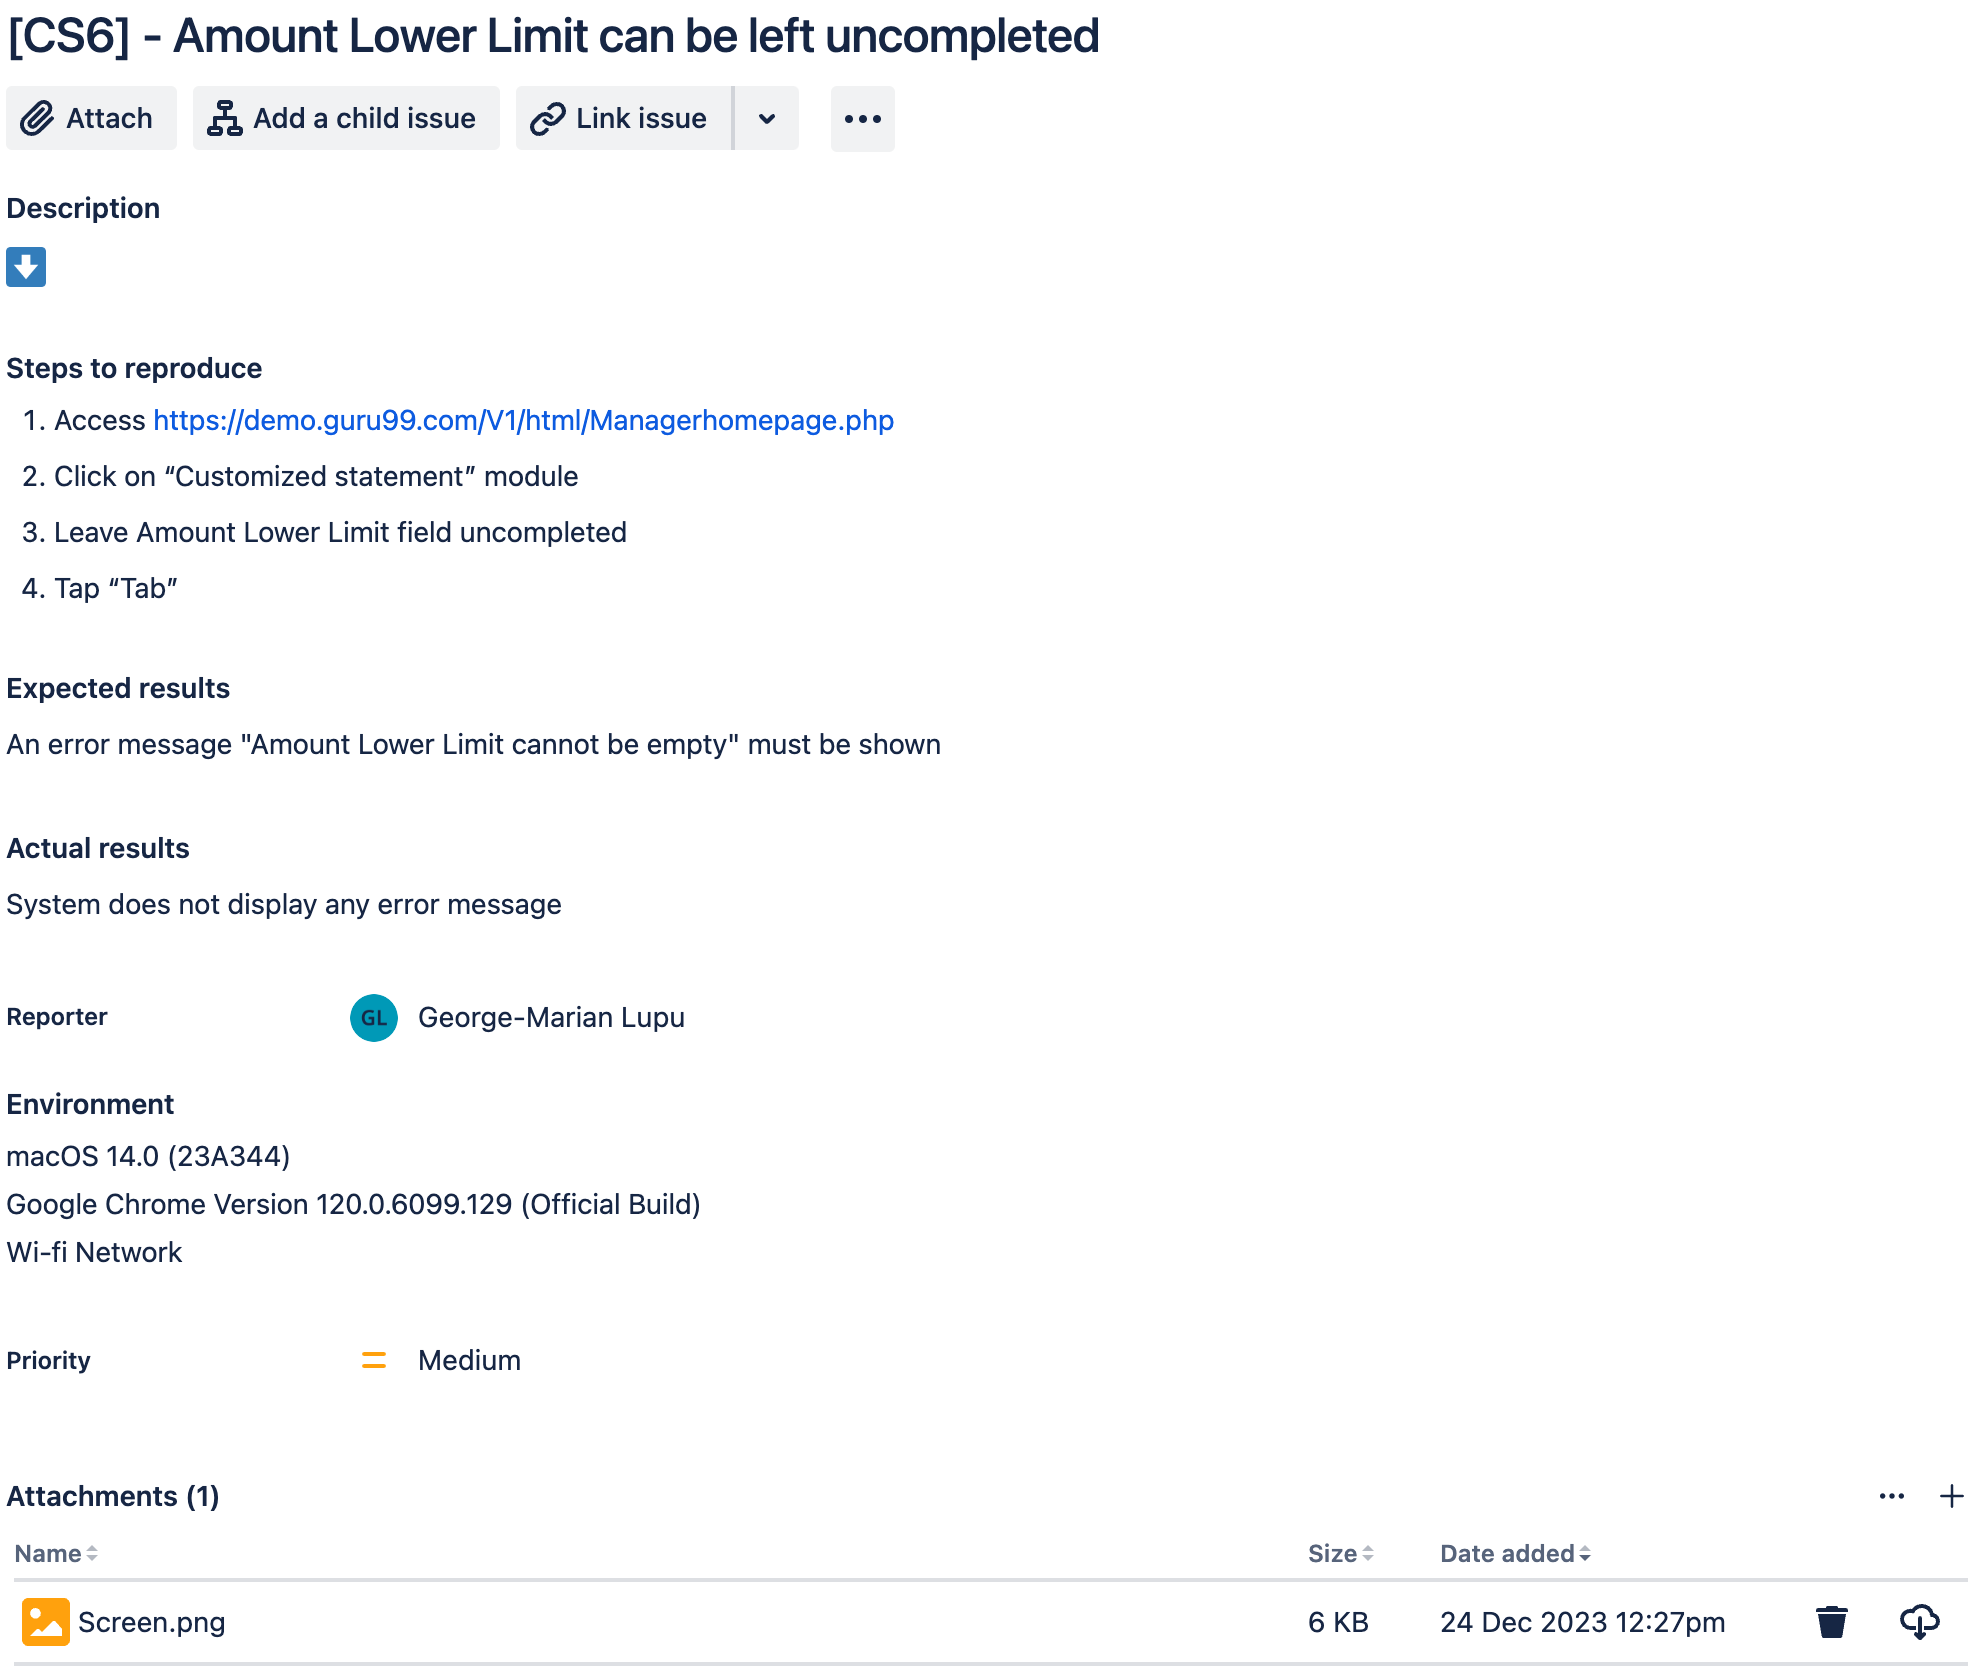 [CS6] - Amount Lower Limit can be left uncompleted
Attach
Add a child issue
Link issue
Description
Steps to reproduce
1. Access https://demo.guru99.com/V1/html/Managerhomepage.php
2. Click on “Customized statement” module
3. Leave Amount Lower Limit field uncompleted
4. Tap “Tab”
Expected results
An error message "Amount Lower Limit cannot be empty" must be shown
Actual results
System does not display any error message
Reporter GL George-Marian Lupu
Environment
macOS 14.0 (23A344)
Google Chrome Version 120.0.6099.129 (Official Build)
Wi-fi Network
Priority Medium
Attachments (1)
Name Size Date added
Screen.png 6 KB 24 Dec 2023 12:27pm